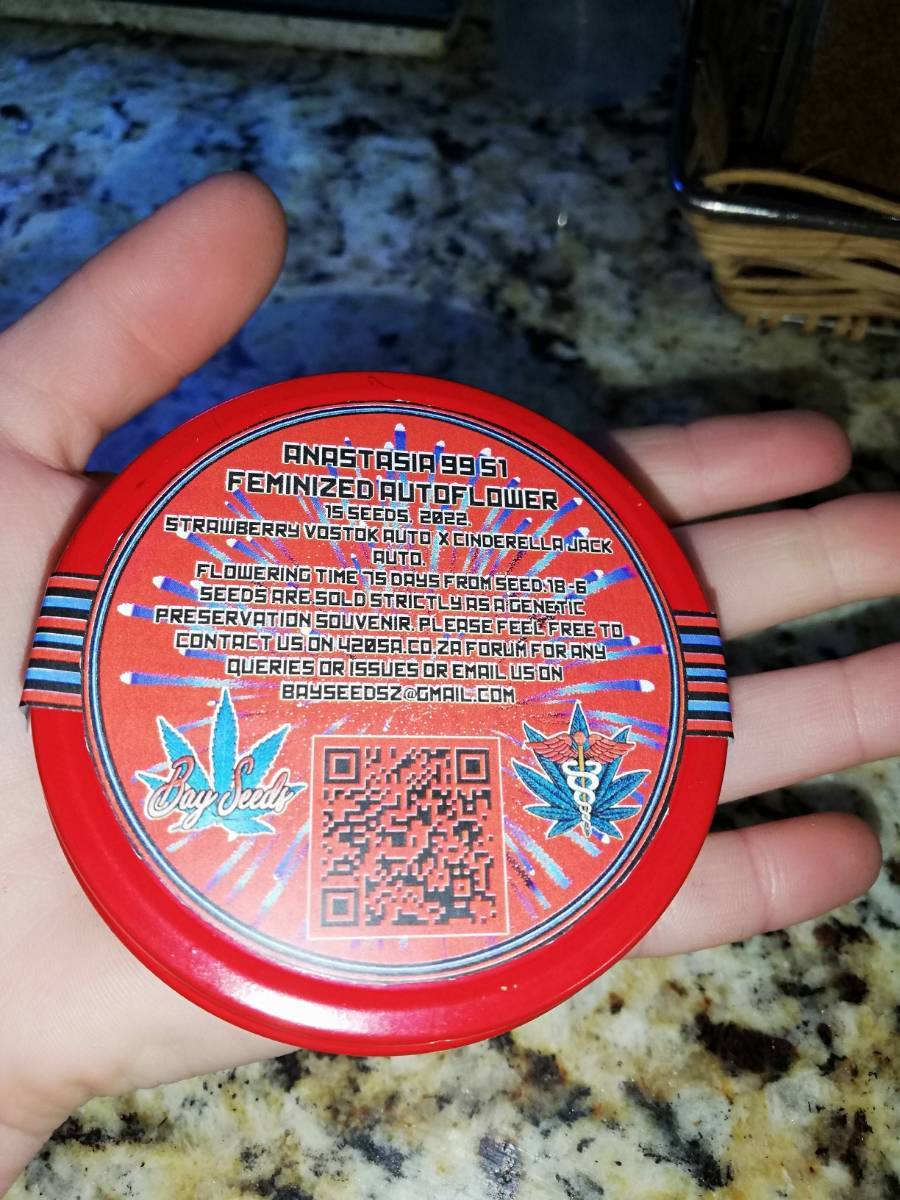 ANASTASIA 99 S1
FEMINIZED AUTOFLOWER
15 SEEDS. 2022.
STRAWBERRY VOSTOK AUTO X CINDERELLA JACK
AUTO.
FLOWERING TIME 75 DAYS FROM SEED.18-6
SEEDS ARE SOLD STRICTLY AS A GENETIC
PRESERVATION SOUVENIR. PLEASE FEEL FREE TO
CONTACT US ON 420SA.CO.ZA FORUM FOR ANY
QUERIES OR ISSUES OR EMAIL US ON
BAYSEEDSZ@GMAIL.COM
Bay Seeds